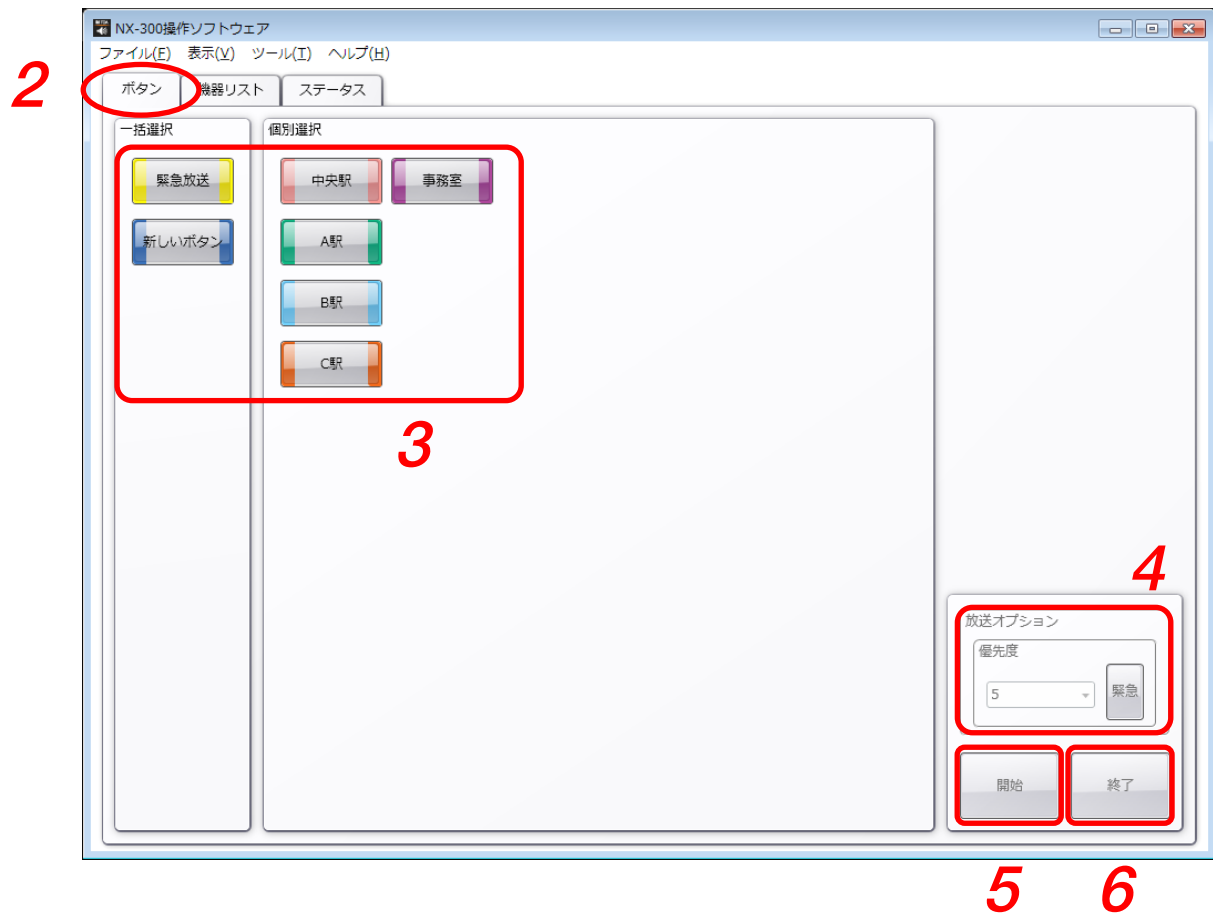 NX-300操作ソフトウェア
ファイル(F) 表示(V) ツール(T) ヘルプ(H)
2
ボタン 機器リスト ステータス
一括選択 個別選択
緊急放送 中央駅 事務室
新しいボタン A駅
B駅
C駅
3
4
放送オプション
優先度
5 緊急
開始 終了
5 6